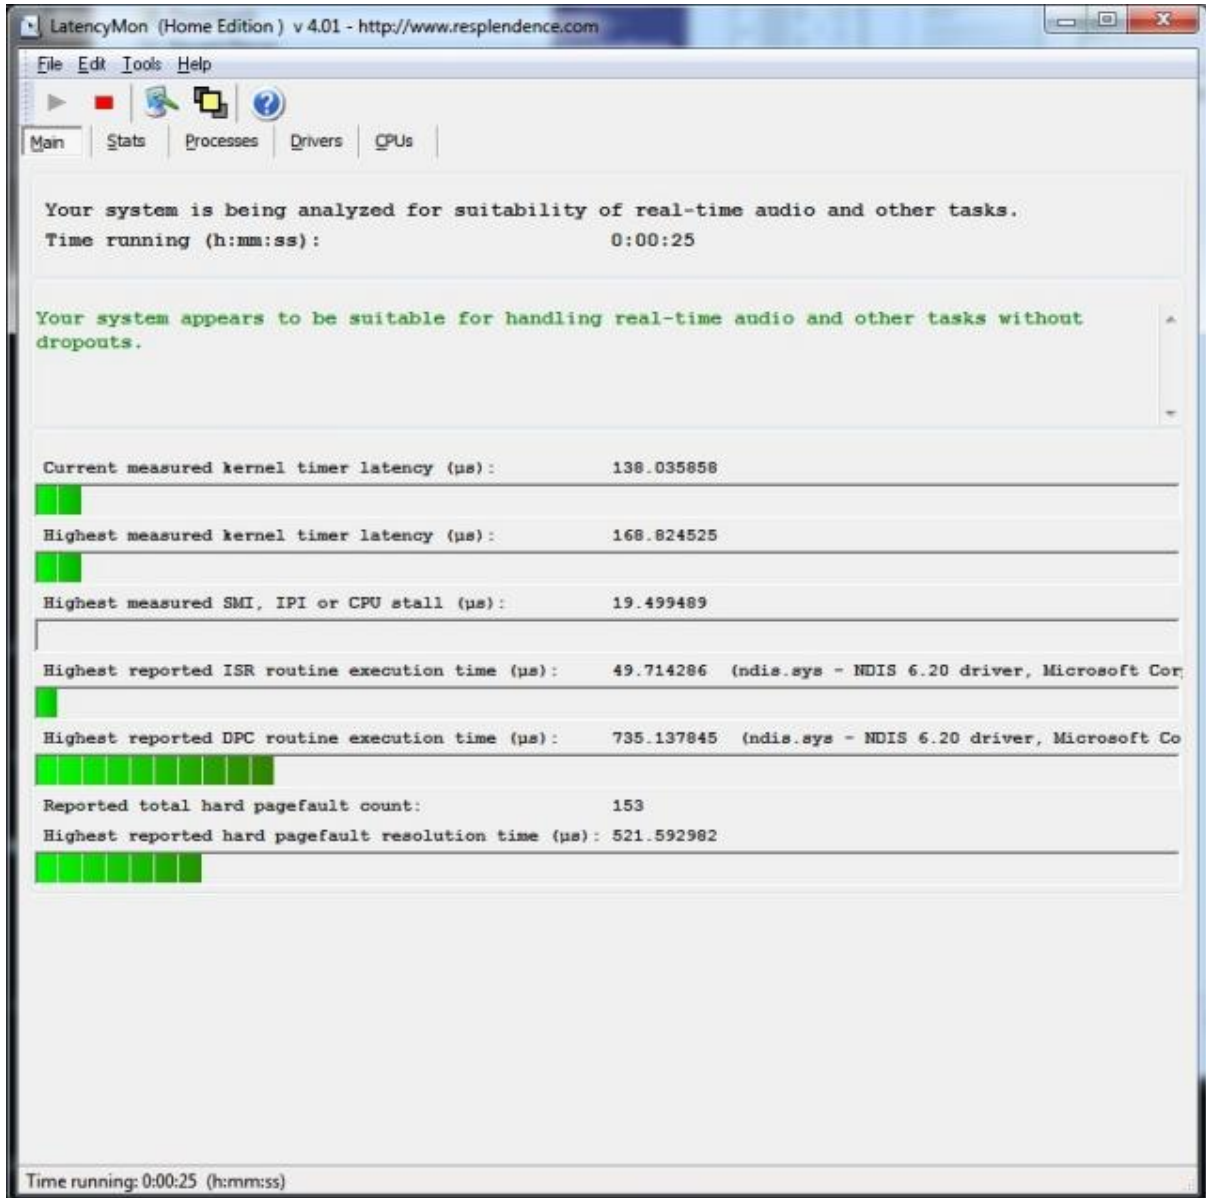 LatencyMon (Home Edition ) v 4.01 - http://www.resplendence.com
File Edit Tools Help
Main Stats Processes Drivers CPUs
Your system is being analyzed for suitability of real-time audio and other tasks.
Time running (h:mm:ss): 0:00:25
Your system appears to be suitable for handling real-time audio and other tasks without
dropouts.
Current measured kernel timer latency (µs): 138.035858
Highest measured kernel timer latency (µs): 168.824525
Highest measured SMI, IPI or CPU stall (µs): 19.499489
Highest reported ISR routine execution time (µs): 49.714286 (ndis.sys - NDIS 6.20 driver, Microsoft Cor
Highest reported DPC routine execution time (µs): 735.137845 (ndis.sys - NDIS 6.20 driver, Microsoft Co
Reported total hard pagefault count: 153
Highest reported hard pagefault resolution time (µs): 521.592982
Time running: 0:00:25 (h:mm:ss)